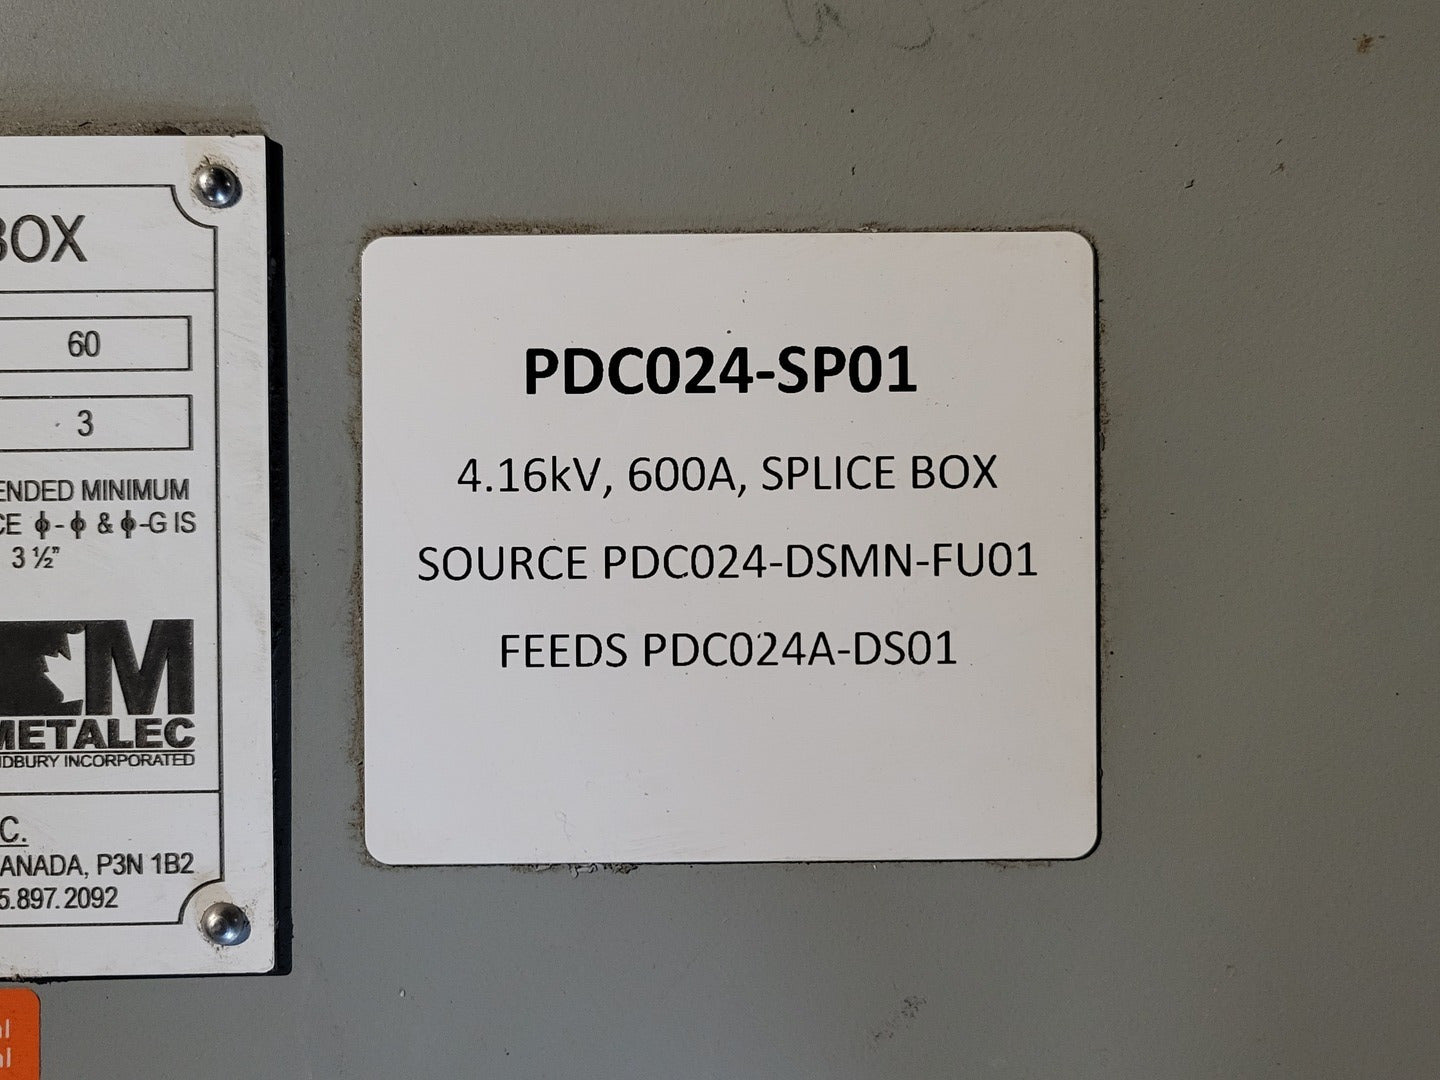 BOX
60
3
ENDED MINIMUM
CE ϕ-ϕ & ϕ-G IS
3 ½"
M
METALEC
DBURY INCORPORATED
C.
ANADA, P3N 1B2
5.897.2092
PDC024-SP01
4.16kV, 600A, SPLICE BOX
SOURCE PDC024-DSMN-FU01
FEEDS PDC024A-DS01